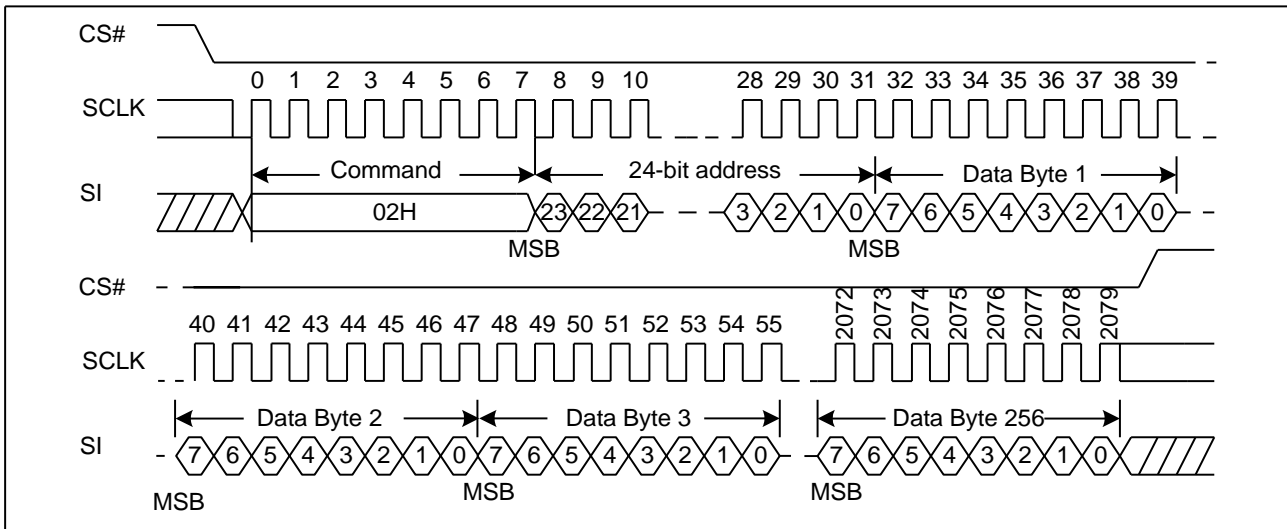 CS#
0 1 2 3 4 5 6 7 8 9 10 28 29 30 31 32 33 34 35 36 37 38 39
SCLK
Command 24-bit address Data Byte 1
SI
02H 23 22 21 3 2 1 0 7 6 5 4 3 2 1 0
MSB MSB
CS#
2072 2073 2074 2075 2076 2077 2078 2079
40 41 42 43 44 45 46 47 48 49 50 51 52 53 54 55
SCLK
Data Byte 2 Data Byte 3 Data Byte 256
SI
7 6 5 4 3 2 1 0 7 6 5 4 3 2 1 0 7 6 5 4 3 2 1 0
MSB MSB MSB